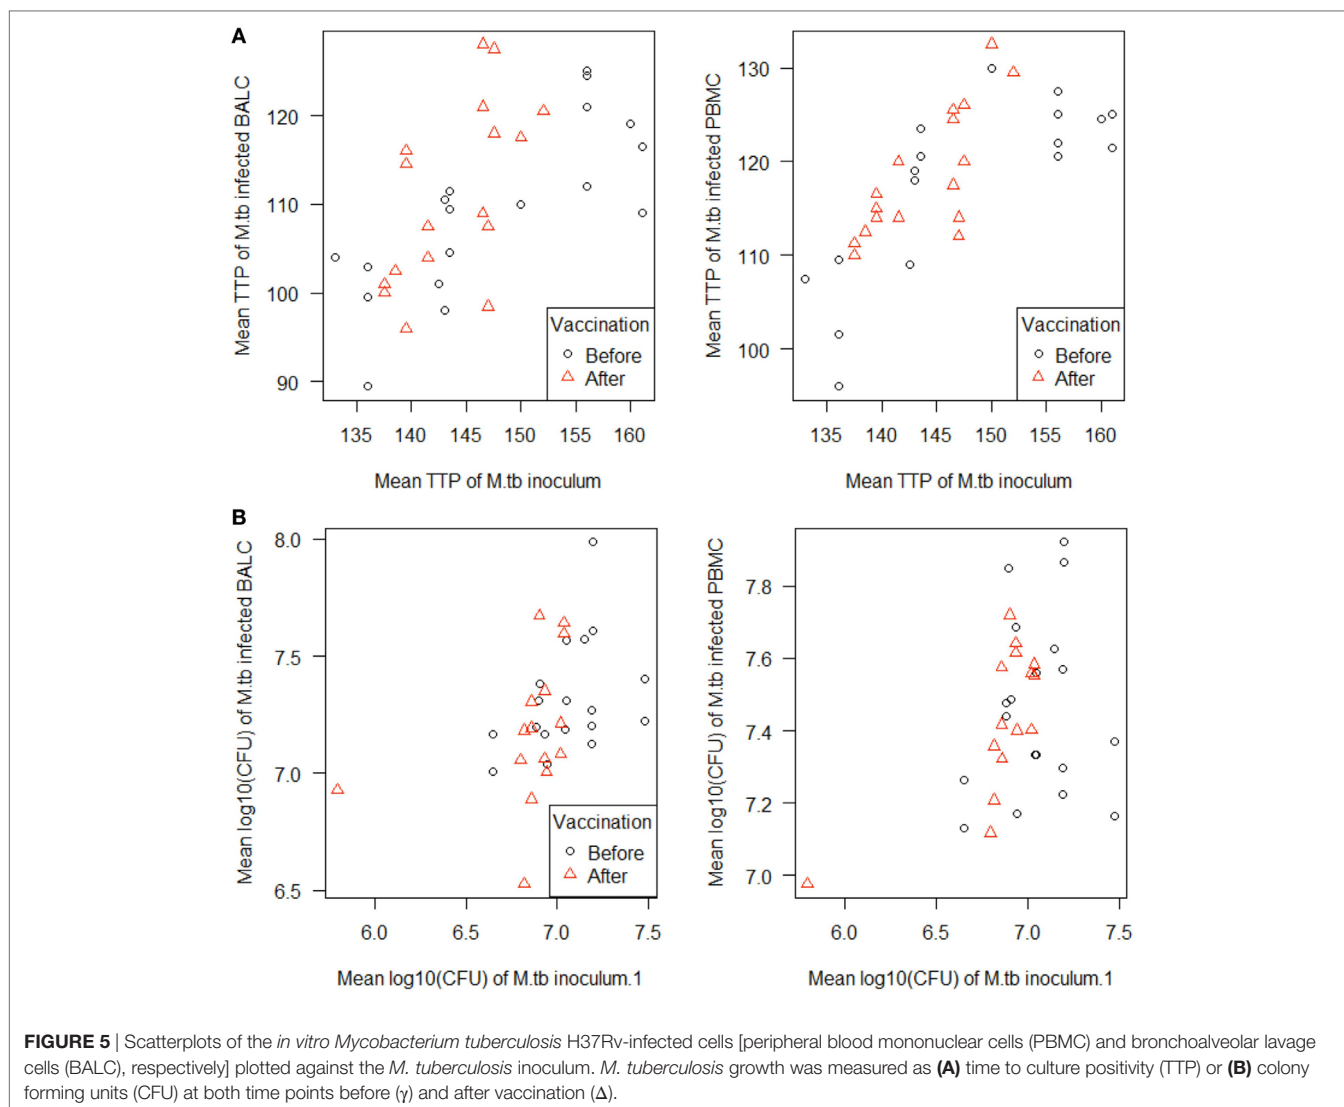 A
Mean TTP of M.tb infected BALC
120
110
100
90
135 140 145 150 155 160
Mean TTP of M.tb inoculum
Vaccination
Before
After
Mean TTP of M.tb infected PBMC
130
120
110
100
135 140 145 150 155 160
Mean TTP of M.tb inoculum
Vaccination
Before
After
B
Mean log10(CFU) of M.tb infected BALC
8.0
7.5
7.0
6.5
6.0 6.5 7.0 7.5
Mean log10(CFU) of M.tb inoculum.1
Vaccination
Before
After
Mean log10(CFU) of M.tb infected PBMC
7.8
7.6
7.4
7.2
7.0
6.0 6.5 7.0 7.5
Mean log10(CFU) of M.tb inoculum.1
FIGURE 5 | Scatterplots of the in vitro Mycobacterium tuberculosis H37Rv-infected cells [peripheral blood mononuclear cells (PBMC) and bronchoalveolar lavage
cells (BALC), respectively] plotted against the M. tuberculosis inoculum. M. tuberculosis growth was measured as (A) time to culture positivity (TTP) or (B) colony
forming units (CFU) at both time points before (γ) and after vaccination (Δ).